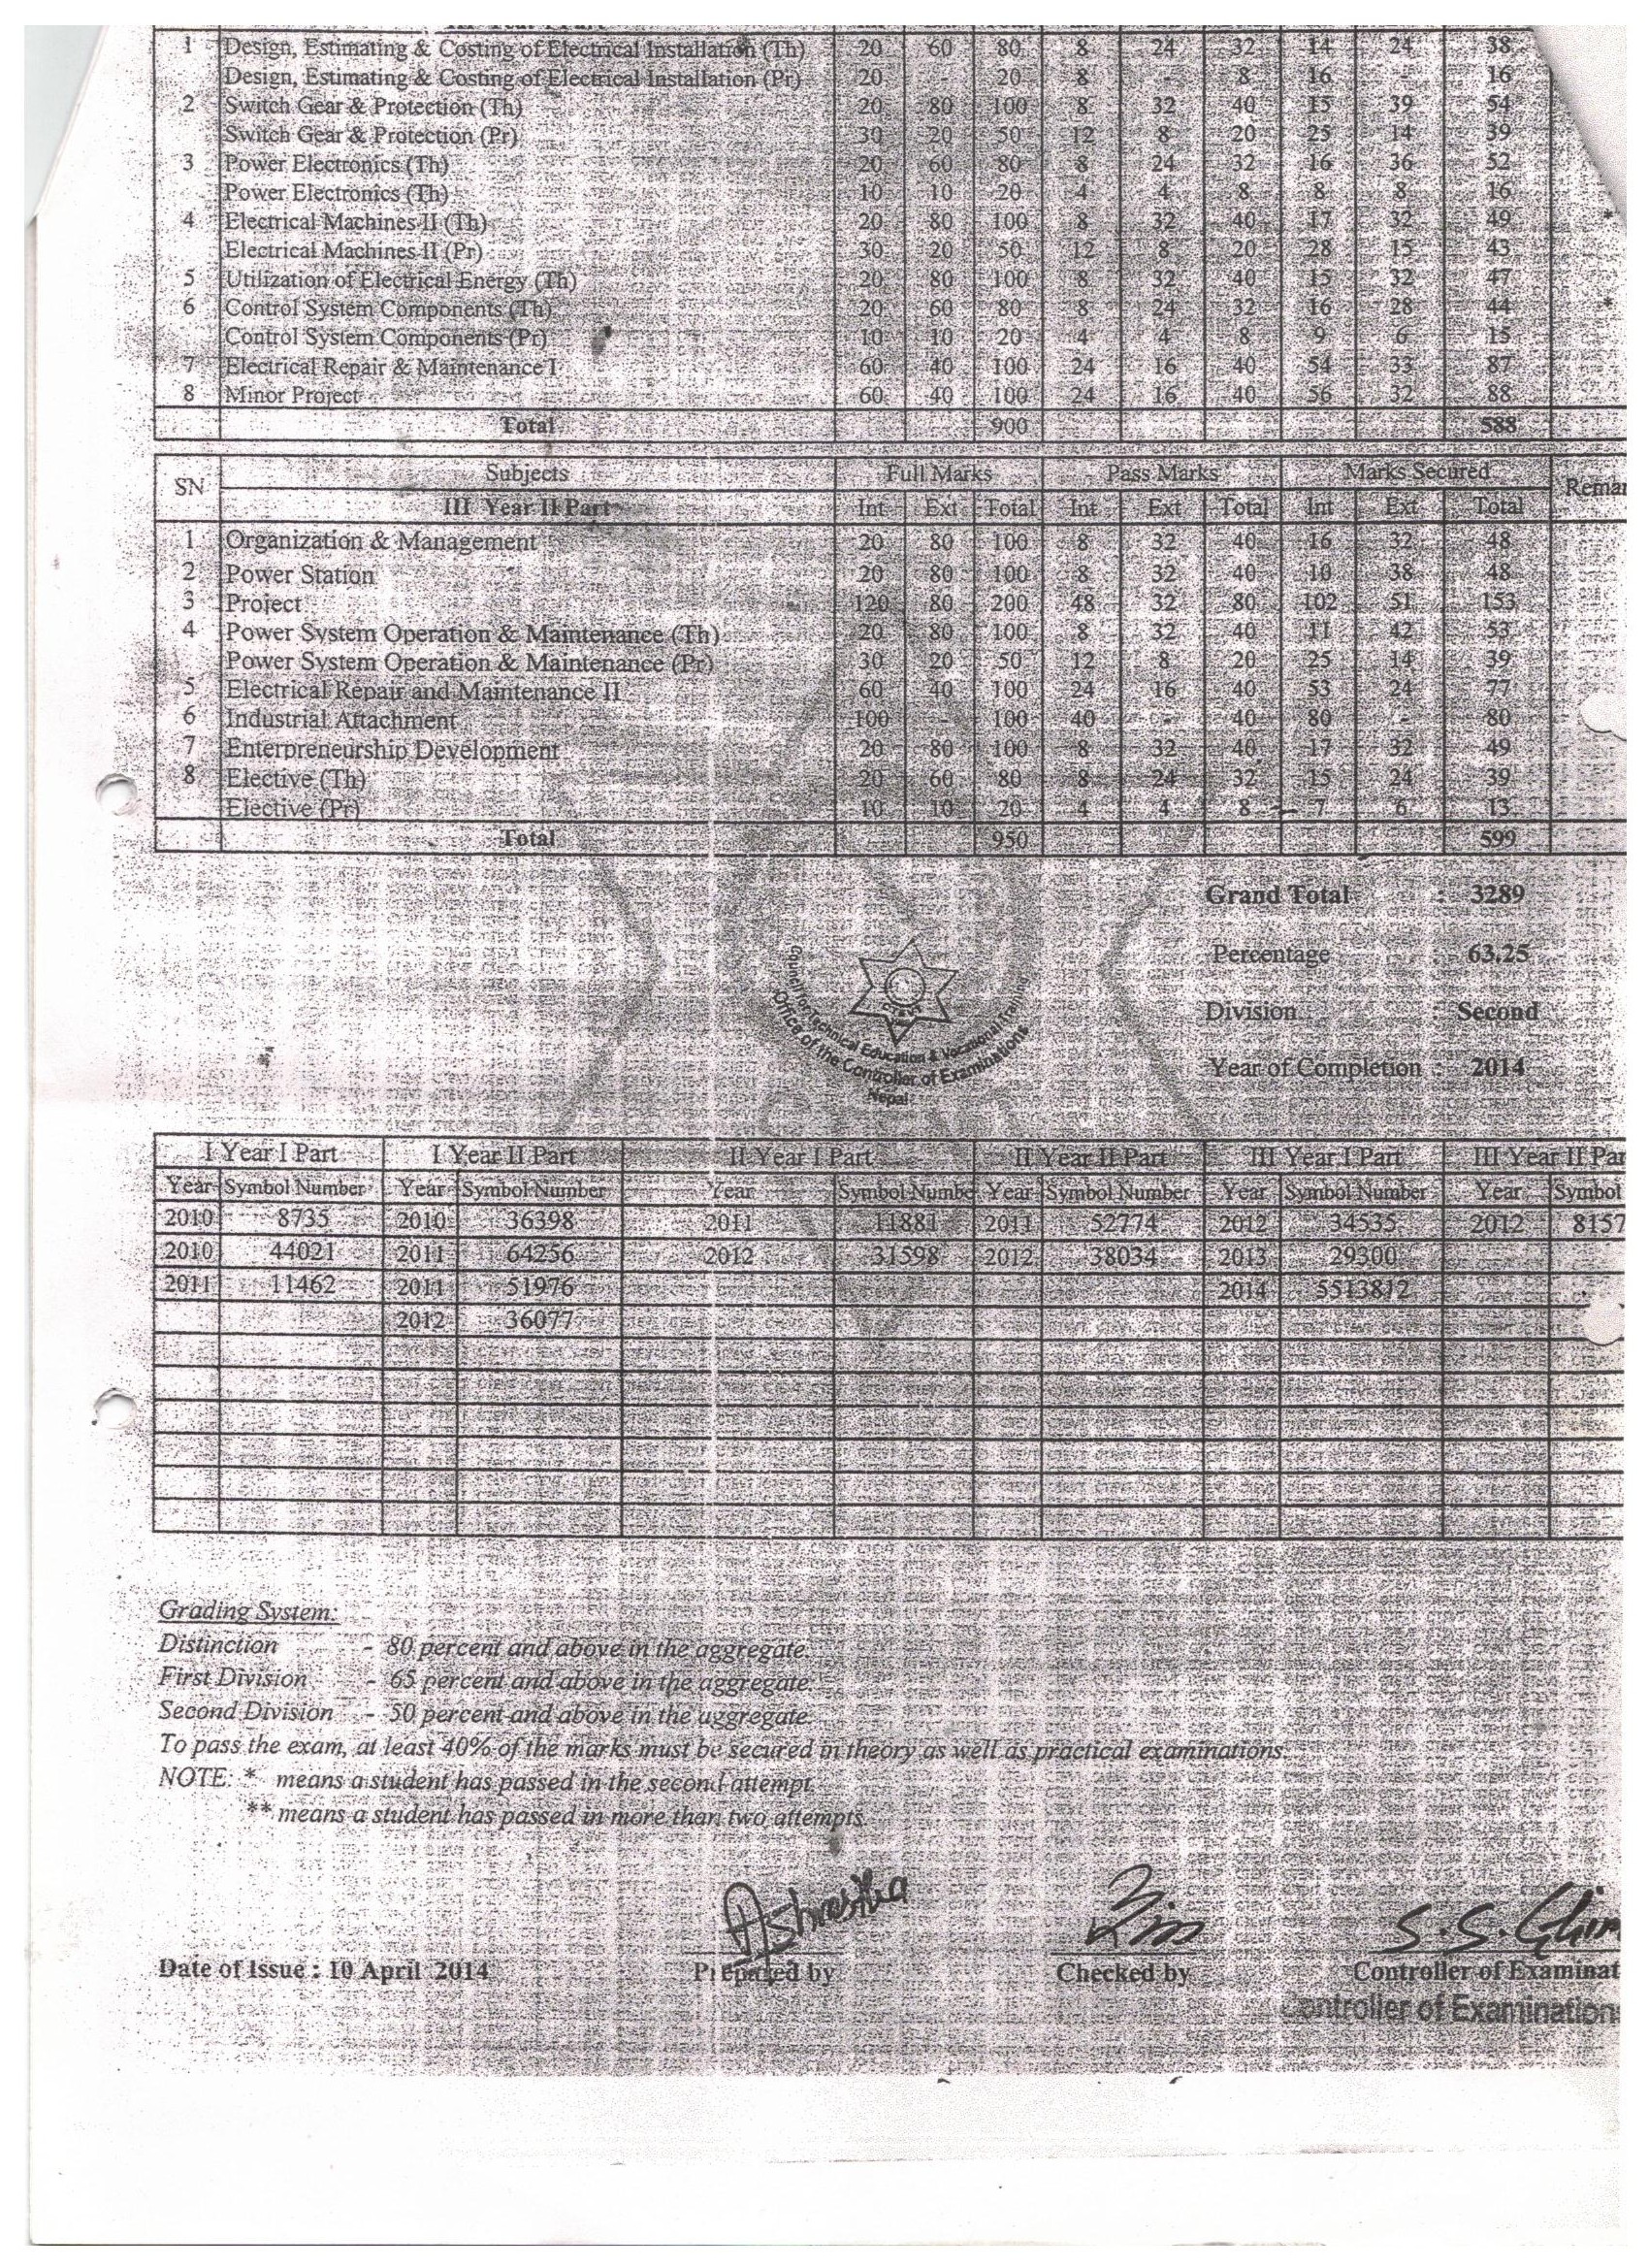 1 Design, Estimating & Costing of Electrical Installation (Th) 20 60 80 8 24 32 14 24 38
Design, Estimating & Costing of Electrical Installation (Pr) 20 - 20 8 - 8 16 - 16
2 Switch Gear & Protection (Th) 20 80 100 8 32 40 15 39 54
Switch Gear & Protection (Pr) 30 20 50 12 8 20 25 14 39
3 Power Electronics (Th) 20 60 80 8 24 32 16 36 52
Power Electronics (Th) 10 10 20 4 4 8 8 8 16
4 Electrical Machines II (Th) 20 80 100 8 32 40 17 32 49 *
Electrical Machines II (Pr) 30 20 50 12 8 20 28 15 43
5 Utilization of Electrical Energy (Th) 20 80 100 8 32 40 15 32 47
6 Control System Components (Th) 20 60 80 8 24 32 16 28 44 *
Control System Components (Pr) 10 10 20 4 4 8 9 6 15
7 Electrical Repair & Maintenance I 60 40 100 24 16 40 54 33 87
8 Minor Project 60 40 100 24 16 40 56 32 88
Total 900 588
SN Subjects Full Marks Pass Marks Marks Secured Remar
III Year II Part Int Ext Total Int Ext Total Int Ext Total
1 Organization & Management 20 80 100 8 32 40 16 32 48
2 Power Station 20 80 100 8 32 40 10 38 48
3 Project 120 80 200 48 32 80 102 51 153
4 Power System Operation & Maintenance (Th) 20 80 100 8 32 40 11 42 53
Power System Operation & Maintenance (Pr) 30 20 50 12 8 20 25 14 39
5 Electrical Repair and Maintenance II 60 40 100 24 16 40 53 24 77
6 Industrial Attachment 100 - 100 40 - 40 80 - 80
7 Enterpreneurship Development 20 80 100 8 32 40 17 32 49
8 Elective (Th) 20 60 80 8 24 32 15 24 39
Elective (Pr) 10 10 20 4 4 8 7 6 13
Total 950 599
Grand Total : 3289
Percentage : 63.25
Division : Second
Year of Completion : 2014
Council for Technical Education & Vocational Training
Office of the Controller of Examinations
Nepal
I Year I Part I Year II Part II Year I Part II Year II Part III Year I Part III Year II Par
Year Symbol Number Year Symbol Number Year Symbol Numbe Year Symbol Number Year Symbol Number Year Symbol
2010 8735 2010 36398 2011 11881 2011 52774 2012 34535 2012 8157
2010 44021 2011 64256 2012 31598 2012 38034 2013 29300
2011 11462 2011 51976 2014 5513812
2012 36077
Grading System:
Distinction - 80 percent and above in the aggregate.
First Division - 65 percent and above in the aggregate.
Second Division - 50 percent and above in the aggregate.
To pass the exam, at least 40% of the marks must be secured in theory as well as practical examinations.
NOTE: * means a student has passed in the second attempt.
** means a student has passed in more than two attempts.
Date of Issue : 10 April 2014 Prepared by Checked by Controller of Examinat
Controller of Examination